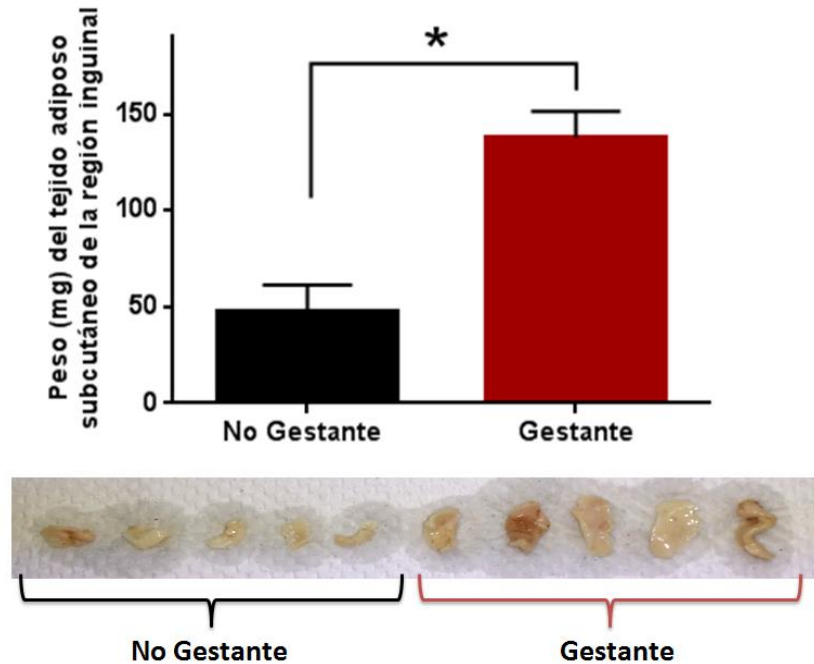 *
Peso (mg) del tejido adiposo
subcutáneo de la región inguinal
150
100
50
0
No Gestante
Gestante
No Gestante
Gestante